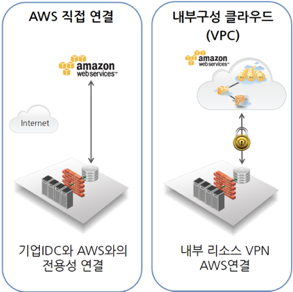 AWS 직접 연결
amazon
webservices™
Internet
기업IDC와 AWS와의
전용성 연결
내부구성 클라우드
(VPC)
amazon
webservices™
내부 리소스 VPN
AWS연결